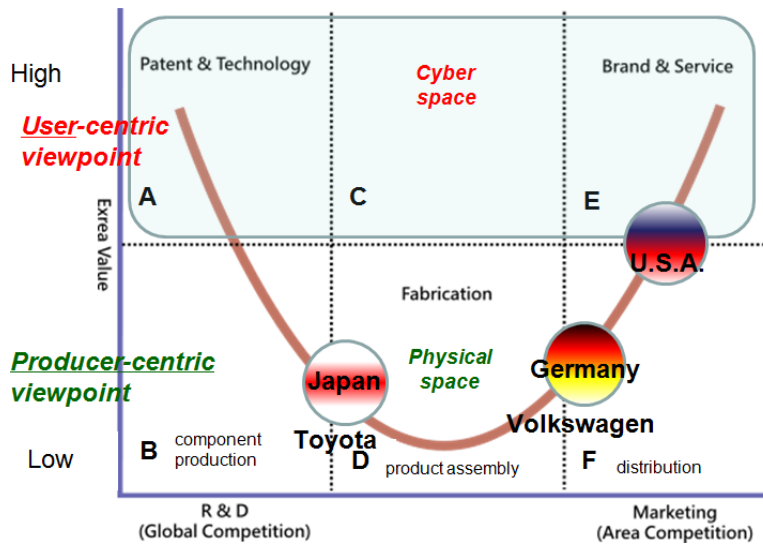 High
Patent & Technology
Cyber
space
Brand & Service
User-centric
viewpoint
A
C
E
Exrea Value
U.S.A.
Fabrication
Producer-centric
viewpoint
Japan
Physical
space
Germany
Toyota
Volkswagen
Low
B
component
production
D
product assembly
F
distribution
R & D
(Global Competition)
Marketing
(Area Competition)